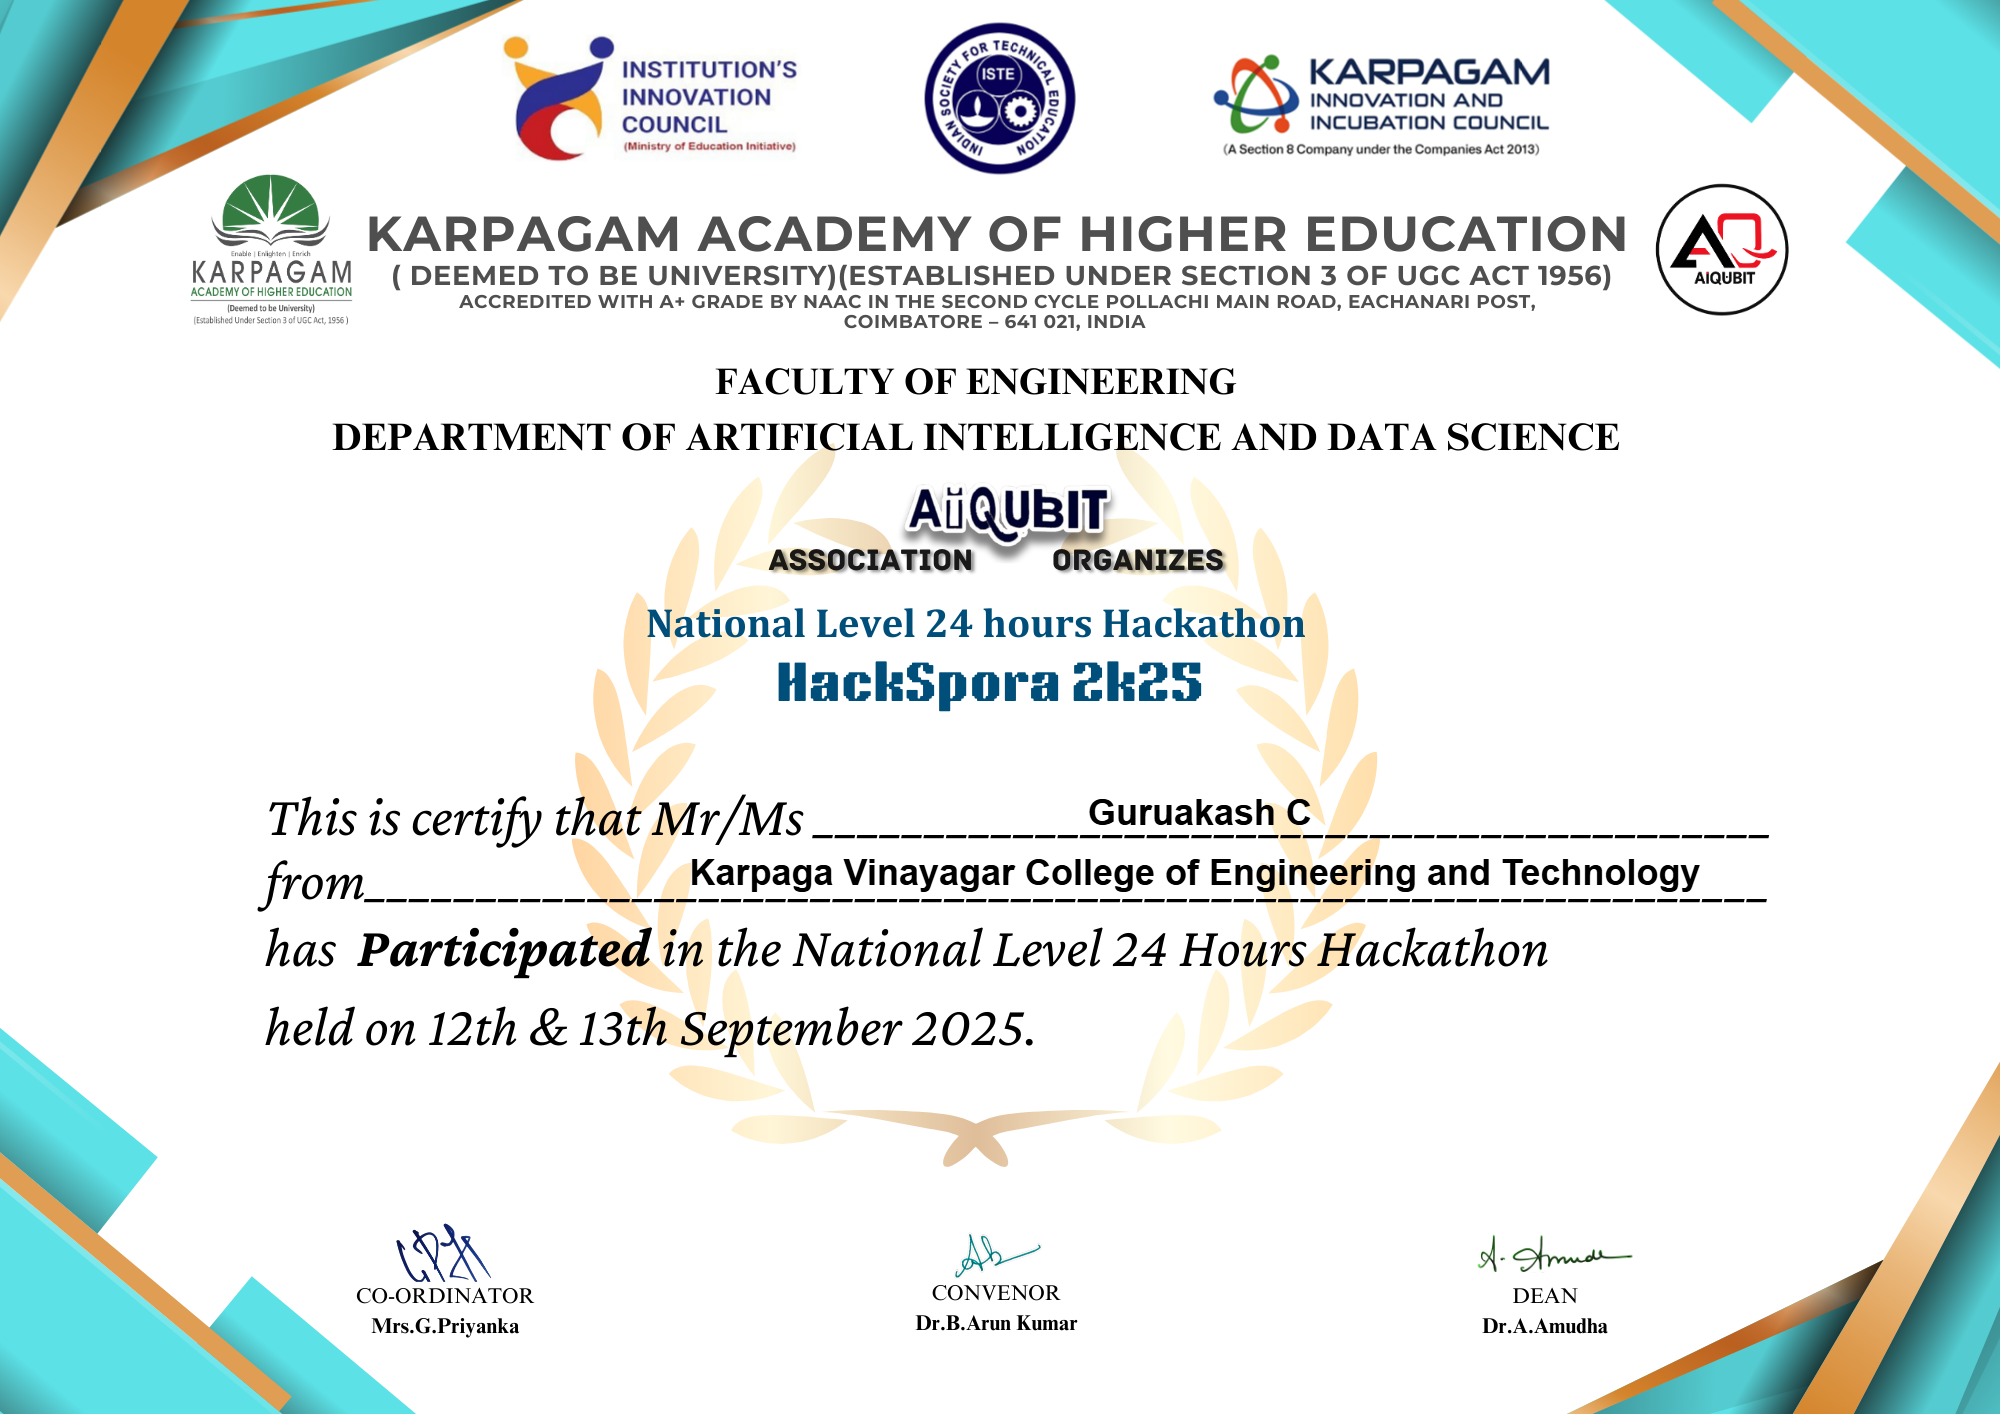 INSTITUTION'S
INNOVATION
COUNCIL
(Ministry of Education Initiative)
INDIAN SOCIETY FOR TECHNICAL EDUCATION
ISTE
KARPAGAM
INNOVATION AND
INCUBATION COUNCIL
(A Section 8 Company under the Companies Act 2013)
Enable | Enlighten | Enrich
KARPAGAM
ACADEMY OF HIGHER EDUCATION
(Deemed to be University)
(Established Under Section 3 of UGC Act, 1956 )
KARPAGAM ACADEMY OF HIGHER EDUCATION
( DEEMED TO BE UNIVERSITY)(ESTABLISHED UNDER SECTION 3 OF UGC ACT 1956)
ACCREDITED WITH A+ GRADE BY NAAC IN THE SECOND CYCLE POLLACHI MAIN ROAD, EACHANARI POST,
COIMBATORE – 641 021, INDIA
AQ
AIQUBIT
FACULTY OF ENGINEERING
DEPARTMENT OF ARTIFICIAL INTELLIGENCE AND DATA SCIENCE
AiQUbIT
ASSOCIATION ORGANIZES
National Level 24 hours Hackathon
HackSpora 2k25
This is certify that Mr/Ms Guruakash C
from Karpaga Vinayagar College of Engineering and Technology
has Participated in the National Level 24 Hours Hackathon
held on 12th & 13th September 2025.
A. Amudha
CO-ORDINATOR
Mrs.G.Priyanka
CONVENOR
Dr.B.Arun Kumar
DEAN
Dr.A.Amudha